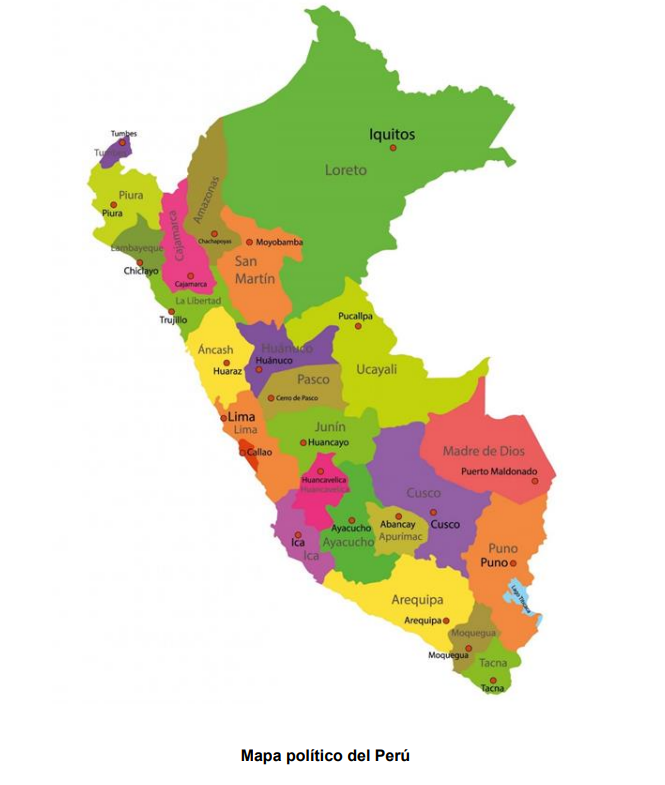 Tumbes
Tumbes
Iquitos
Loreto
Piura
Piura
Amazonas
Cajamarca
Chachapoyas
Moyobamba
Lambayeque
San
Martín
Chiclayo
Cajamarca
La Libertad
Trujillo
Pucallpa
Áncash
Huánuco
Huánuco
Huaraz
Ucayali
Pasco
Cerro de Pasco
Lima
Lima
Junín
Huancayo
Callao
Madre de Dios
Puerto Maldonado
Huancavelica
Huancavelica
Cusco
Cusco
Ayacucho
Ayacucho
Abancay
Apurímac
Ica
Ica
Puno
Puno
Lago Titicaca
Arequipa
Arequipa
Moquegua
Moquegua
Tacna
Tacna
Mapa político del Perú